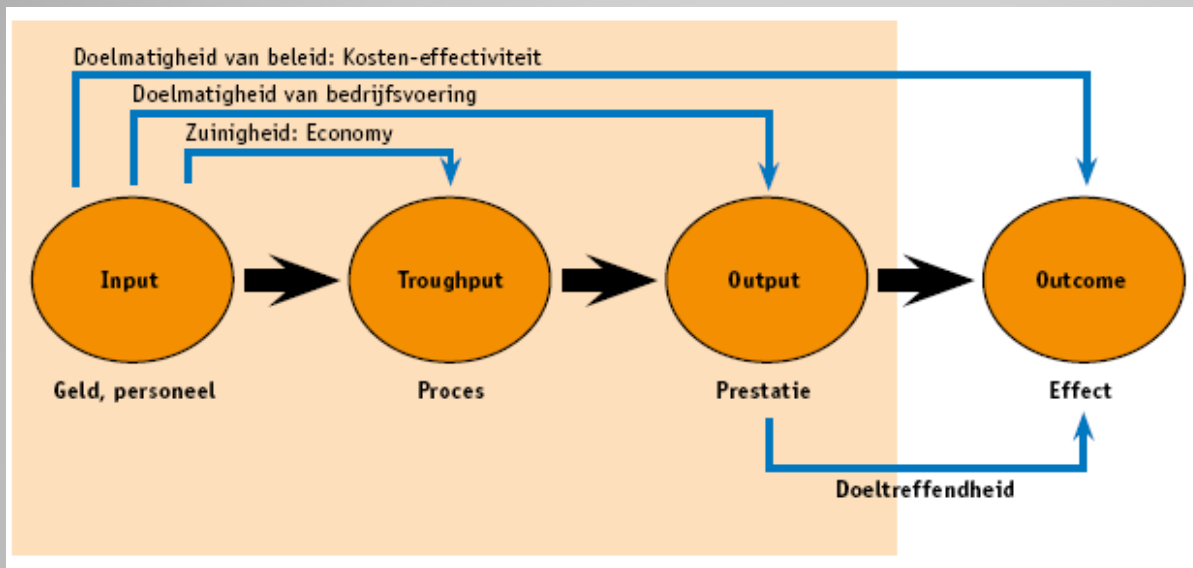 Doelmatigheid van beleid: Kosten-effectiviteit
Doelmatigheid van bedrijfsvoering
Zuinigheid: Economy
Input
Troughput
Output
Outcome
Geld, personeel
Proces
Prestatie
Effect
Doeltreffendheid